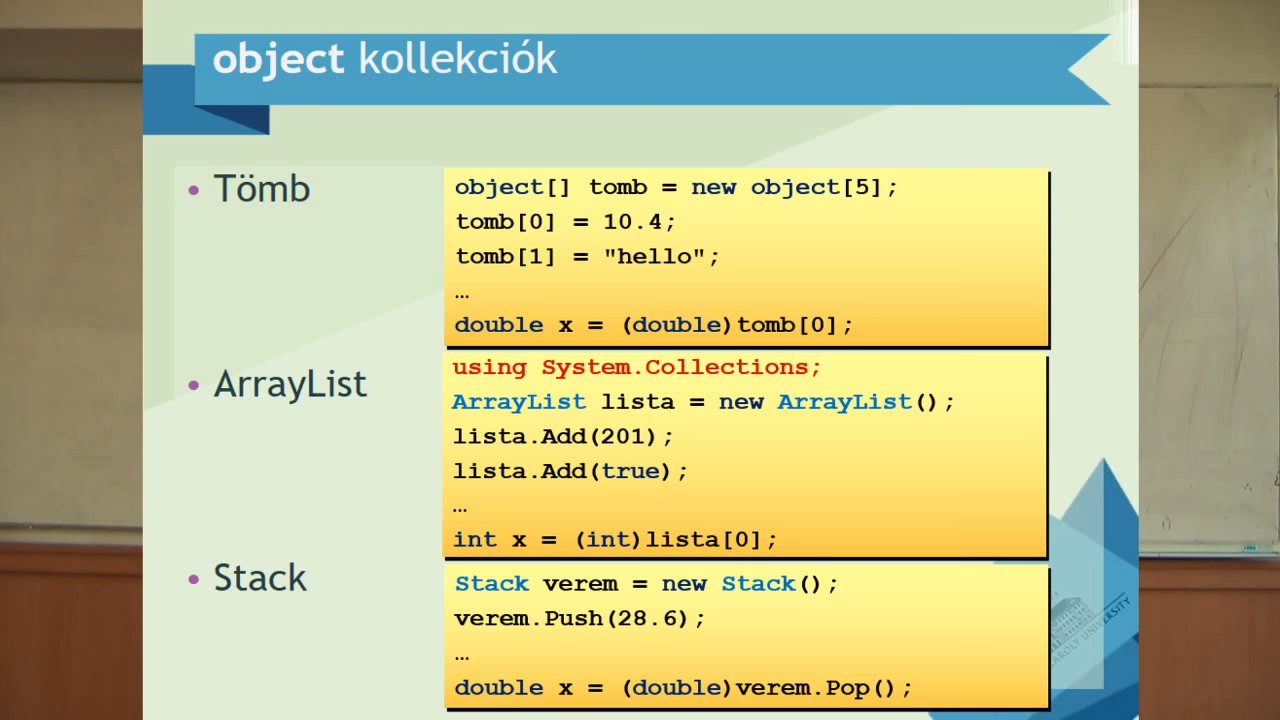 object kollekciók
• Tömb
object[] tomb = new object[5];
tomb[0] = 10.4;
tomb[1] = "hello";
…
double x = (double)tomb[0];
• ArrayList
using System.Collections;
ArrayList lista = new ArrayList();
lista.Add(201);
lista.Add(true);
…
int x = (int)lista[0];
• Stack
Stack verem = new Stack();
verem.Push(28.6);
…
double x = (double)verem.Pop();
KAROLY UNIVERSITY